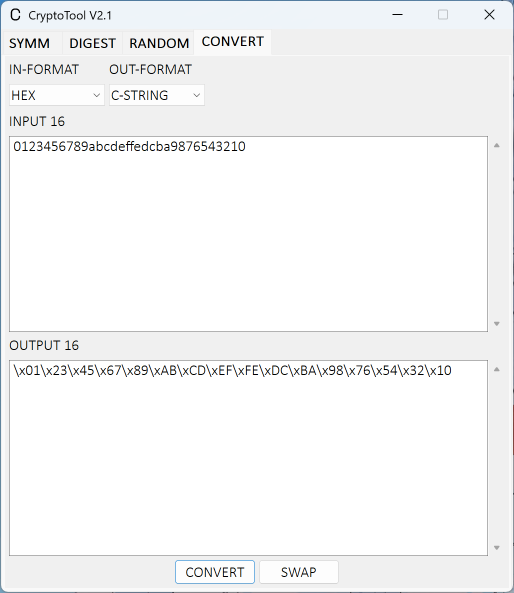 C CryptoTool V2.1
SYMM DIGEST RANDOM CONVERT
IN-FORMAT OUT-FORMAT
HEX C-STRING
INPUT 16
0123456789abcdeffedcba9876543210
OUTPUT 16
\x01\x23\x45\x67\x89\xAB\xCD\xEF\xFE\xDC\xBA\x98\x76\x54\x32\x10
CONVERT SWAP